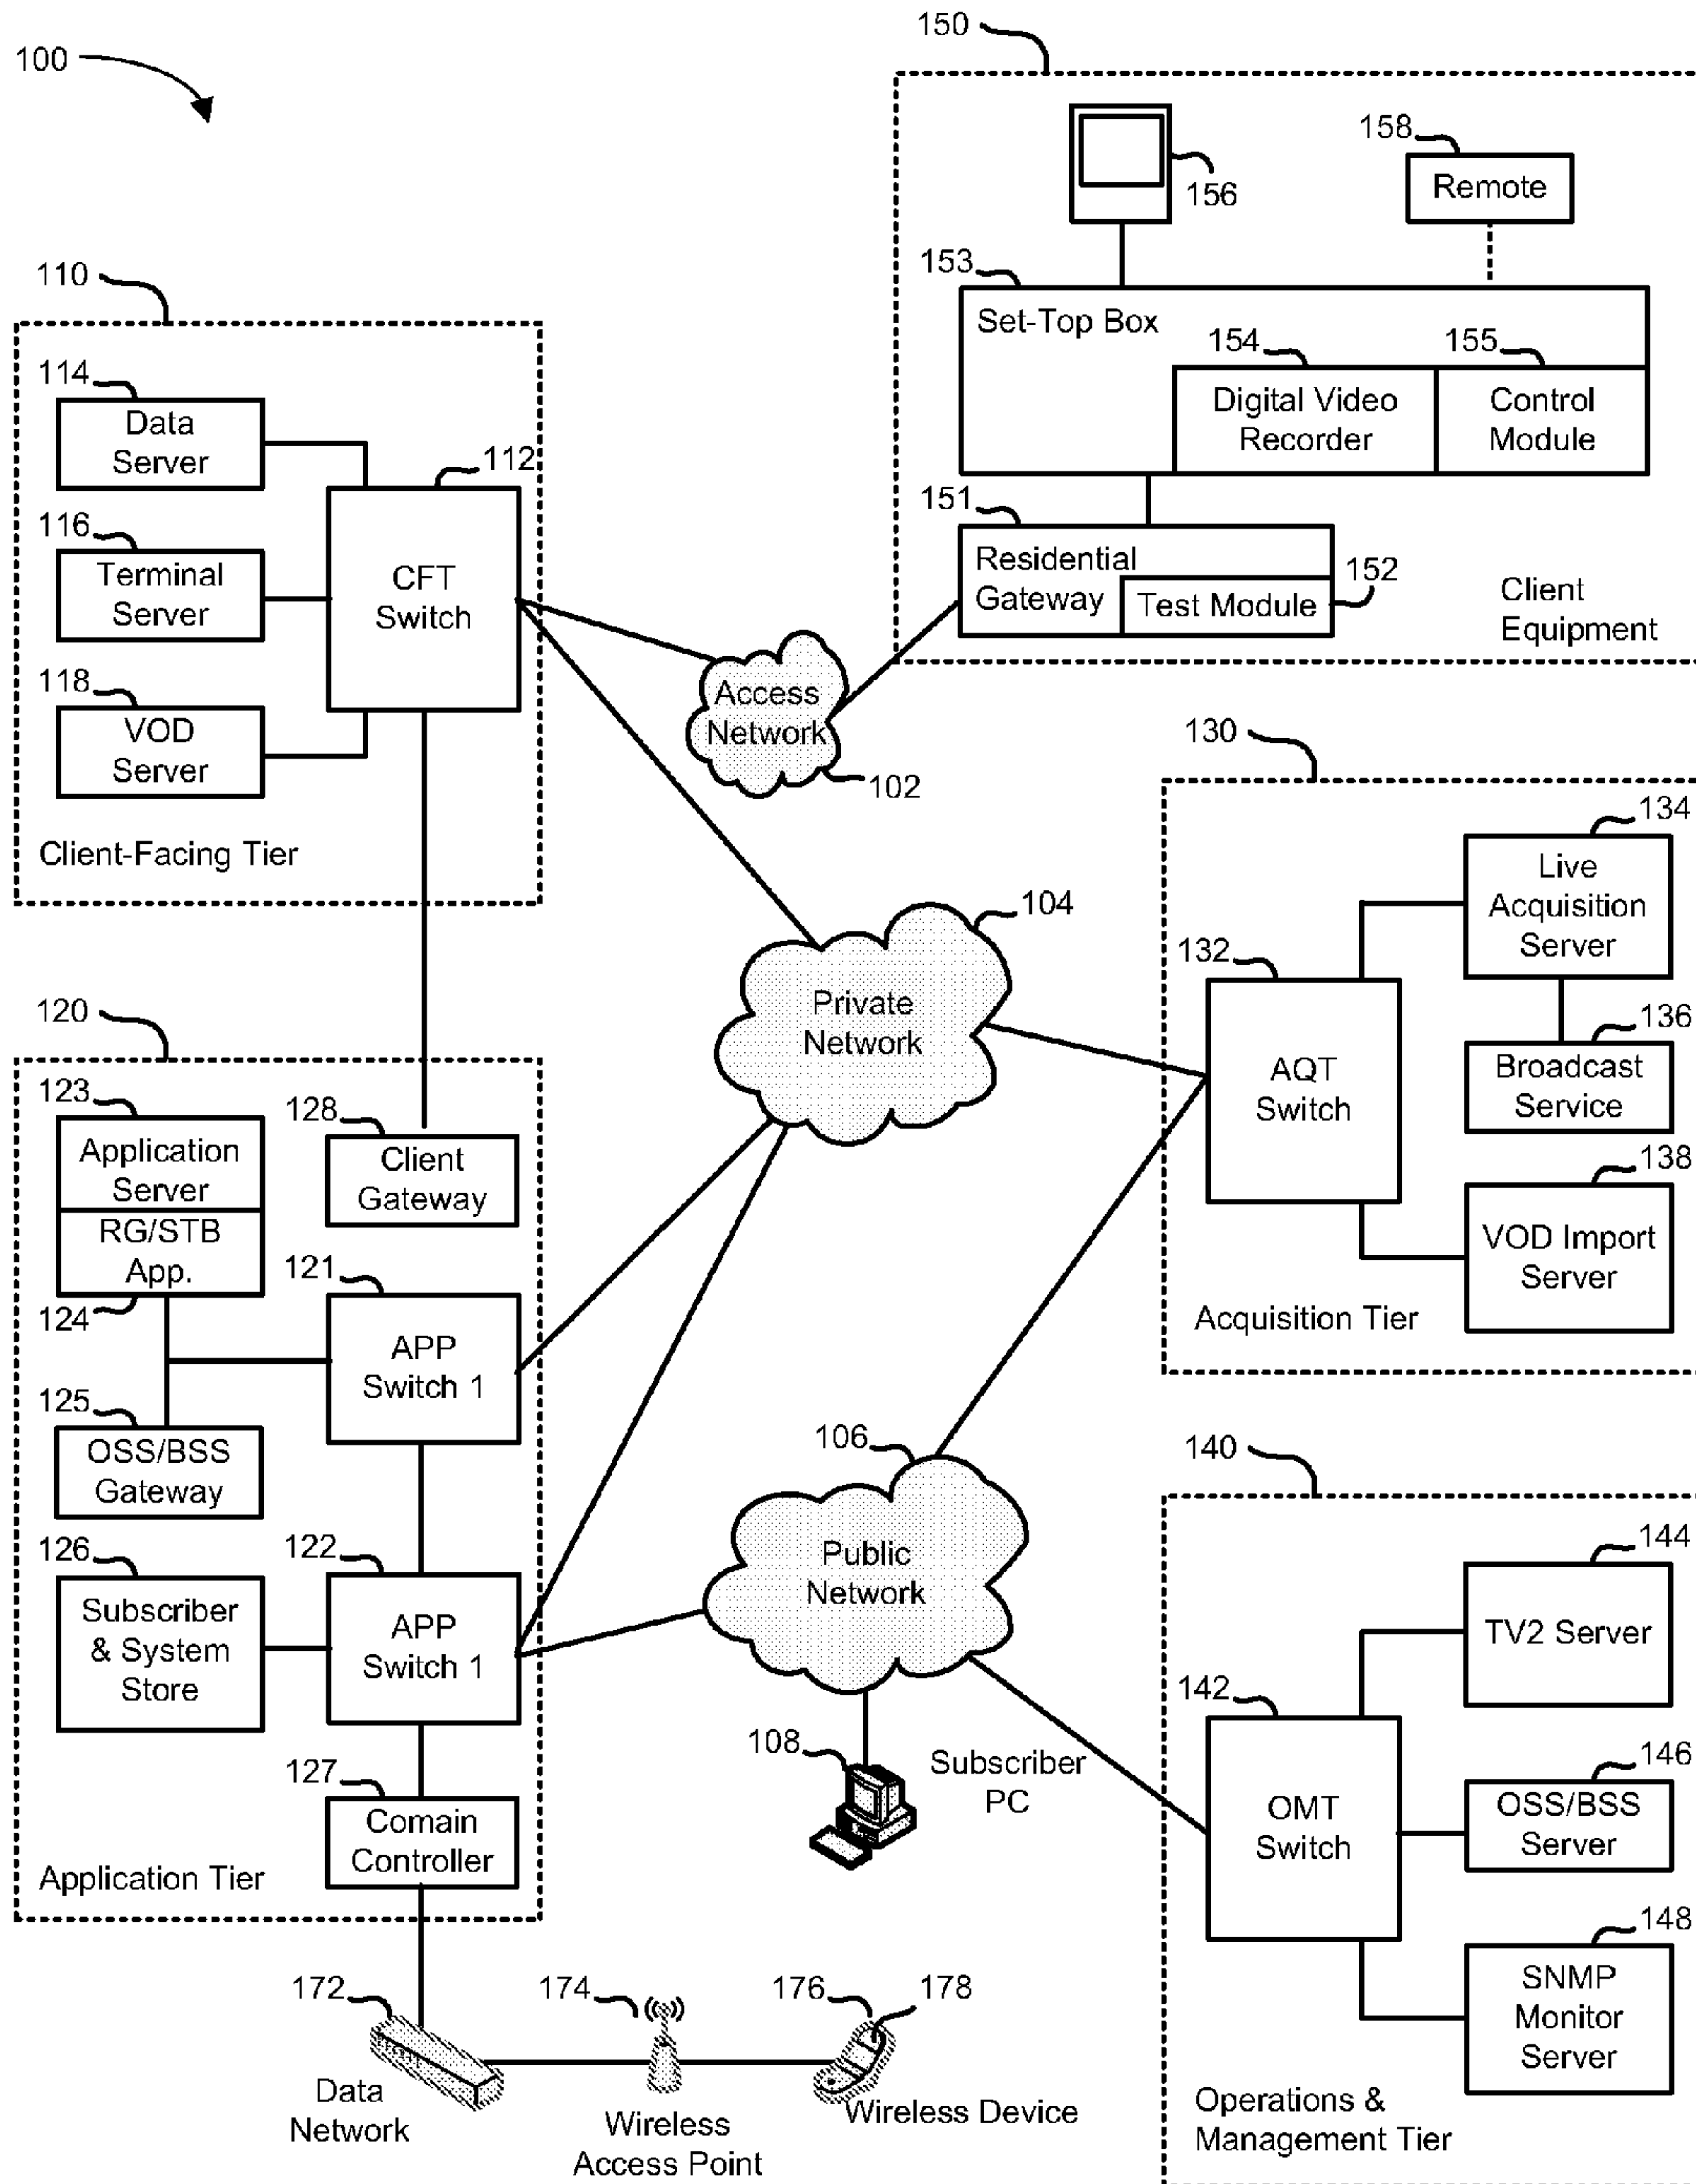 100
150
158
Remote
156
153
Set-Top Box
154
155
Digital Video
Recorder
Control
Module
151
Residential
Gateway
Test Module
152
Client
Equipment
110
114
Data
Server
112
CFT
Switch
116
Terminal
Server
118
VOD
Server
Client-Facing Tier
Access
Network
102
104
Private
Network
130
134
Live
Acquisition
Server
132
AQT
Switch
136
Broadcast
Service
138
VOD Import
Server
Acquisition Tier
120
123
Application
Server
RG/STB
App.
124
128
Client
Gateway
121
APP
Switch 1
125
OSS/BSS
Gateway
126
Subscriber
& System
Store
122
APP
Switch 1
127
Comain
Controller
Application Tier
106
Public
Network
108
Subscriber
PC
140
144
TV2 Server
142
OMT
Switch
146
OSS/BSS
Server
148
SNMP
Monitor
Server
Operations &
Management Tier
172
Data
Network
174
Wireless
Access Point
176
178
Wireless Device